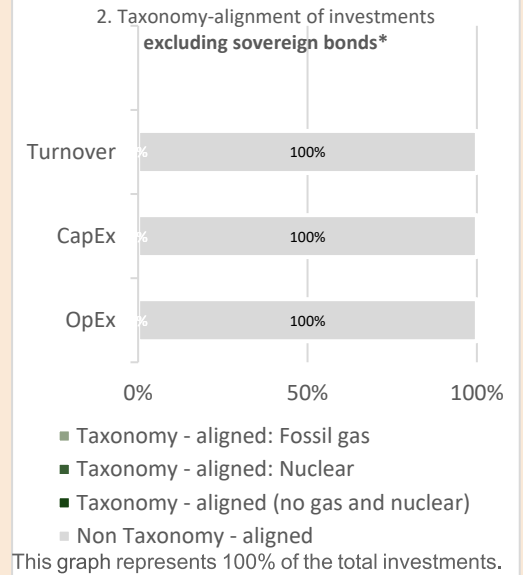 2. Taxonomy-alignment of investments
excluding sovereign bonds*
Turnover % 100%
CapEx % 100%
OpEx % 100%
0% 50% 100%
Taxonomy - aligned: Fossil gas
Taxonomy - aligned: Nuclear
Taxonomy - aligned (no gas and nuclear)
Non Taxonomy - aligned
This graph represents 100% of the total investments.